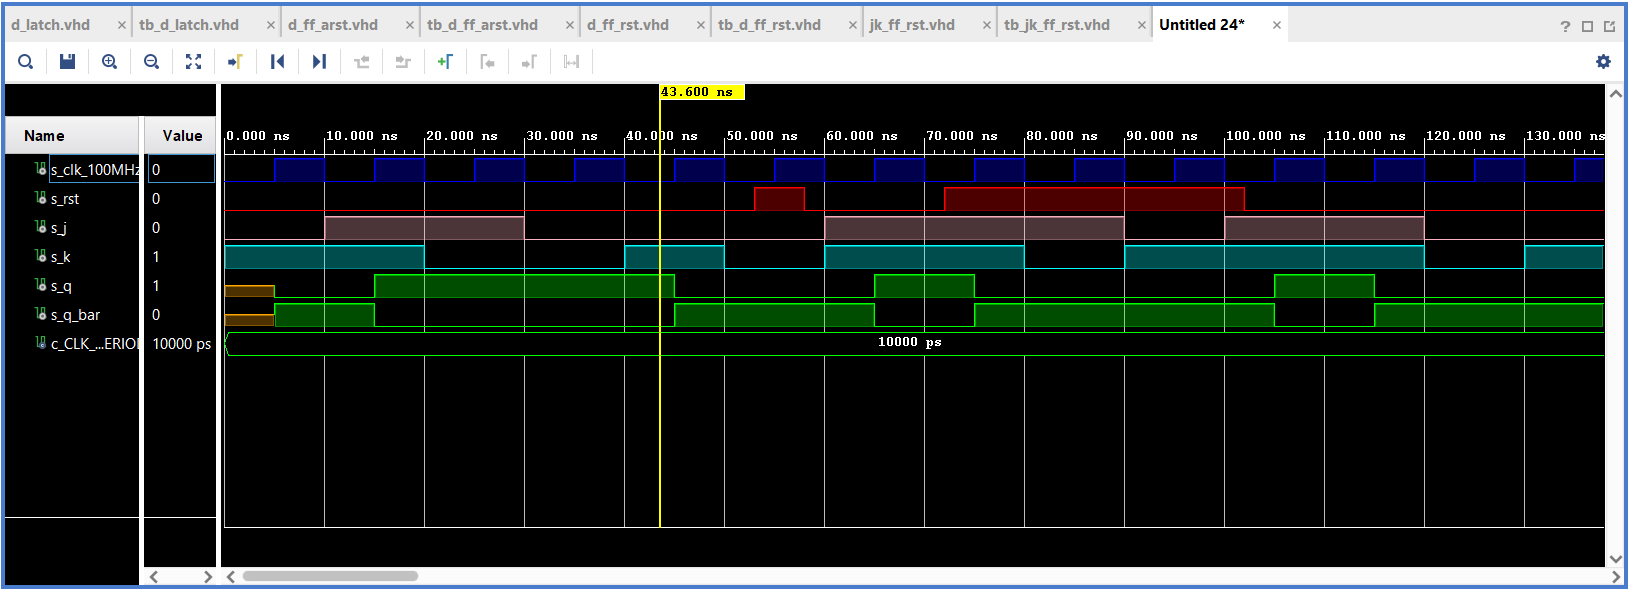 d_latch.vhd × tb_d_latch.vhd × d_ff_arst.vhd × tb_d_ff_arst.vhd × d_ff_rst.vhd × tb_d_ff_rst.vhd × jk_ff_rst.vhd × tb_jk_ff_rst.vhd × Untitled 24* × ?
43.600 ns
Name Value 0.000 ns 10.000 ns 20.000 ns 30.000 ns 40.000 ns 50.000 ns 60.000 ns 70.000 ns 80.000 ns 90.000 ns 100.000 ns 110.000 ns 120.000 ns 130.000 ns
s_clk_100MHz 0
s_rst 0
s_j 0
s_k 1
s_q 1
s_q_bar 0
c_CLK_...ERIOD 10000 ps 10000 ps